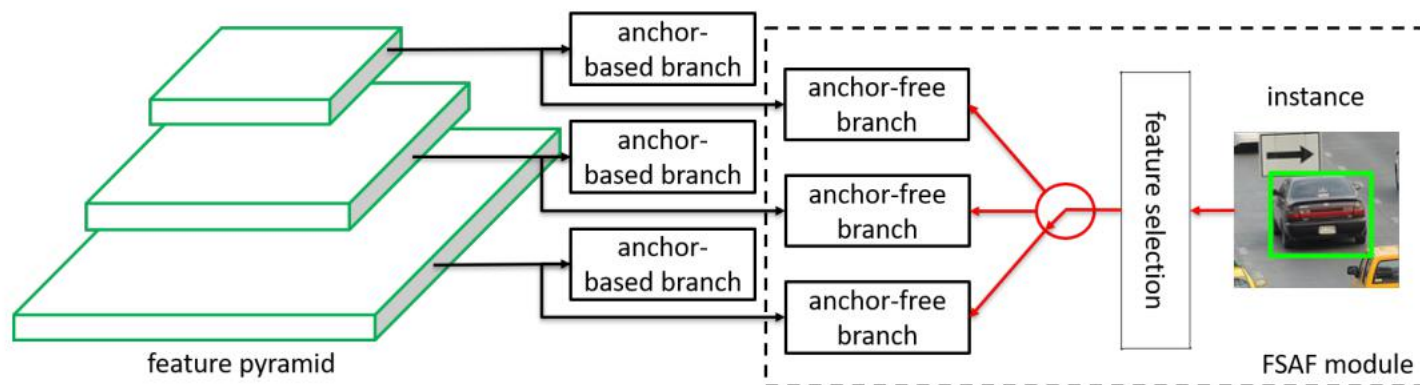 anchor-
based branch
anchor-free
branch
anchor-
based branch
anchor-free
branch
anchor-
based branch
anchor-free
branch
feature selection
instance
feature pyramid
FSAF module